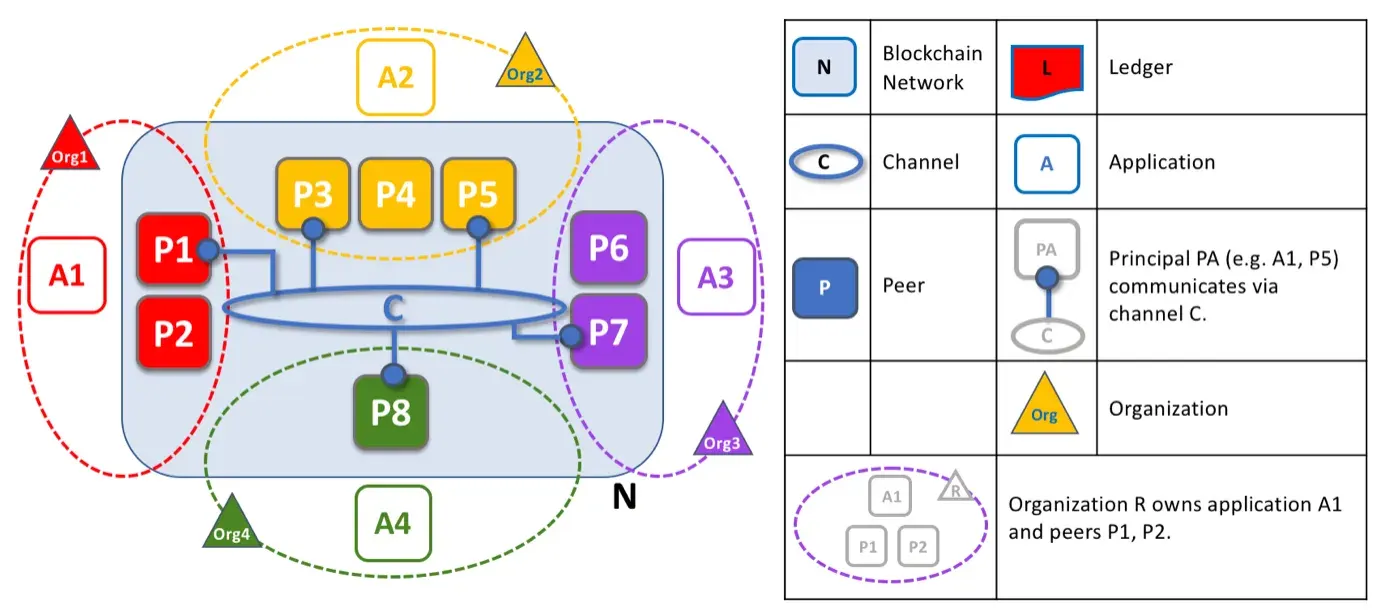 A2
Org2
Org1
P3
P4
P5
P1
P6
A1
A3
C
P2
P7
P8
Org3
N
A4
Org4
N
Blockchain
Network
L
Ledger
C
Channel
A
Application
P
Peer
PA
C
Principal PA (e.g. A1, P5)
communicates via
channel C.
Org
Organization
A1
R
P1
P2
Organization R owns application A1
and peers P1, P2.